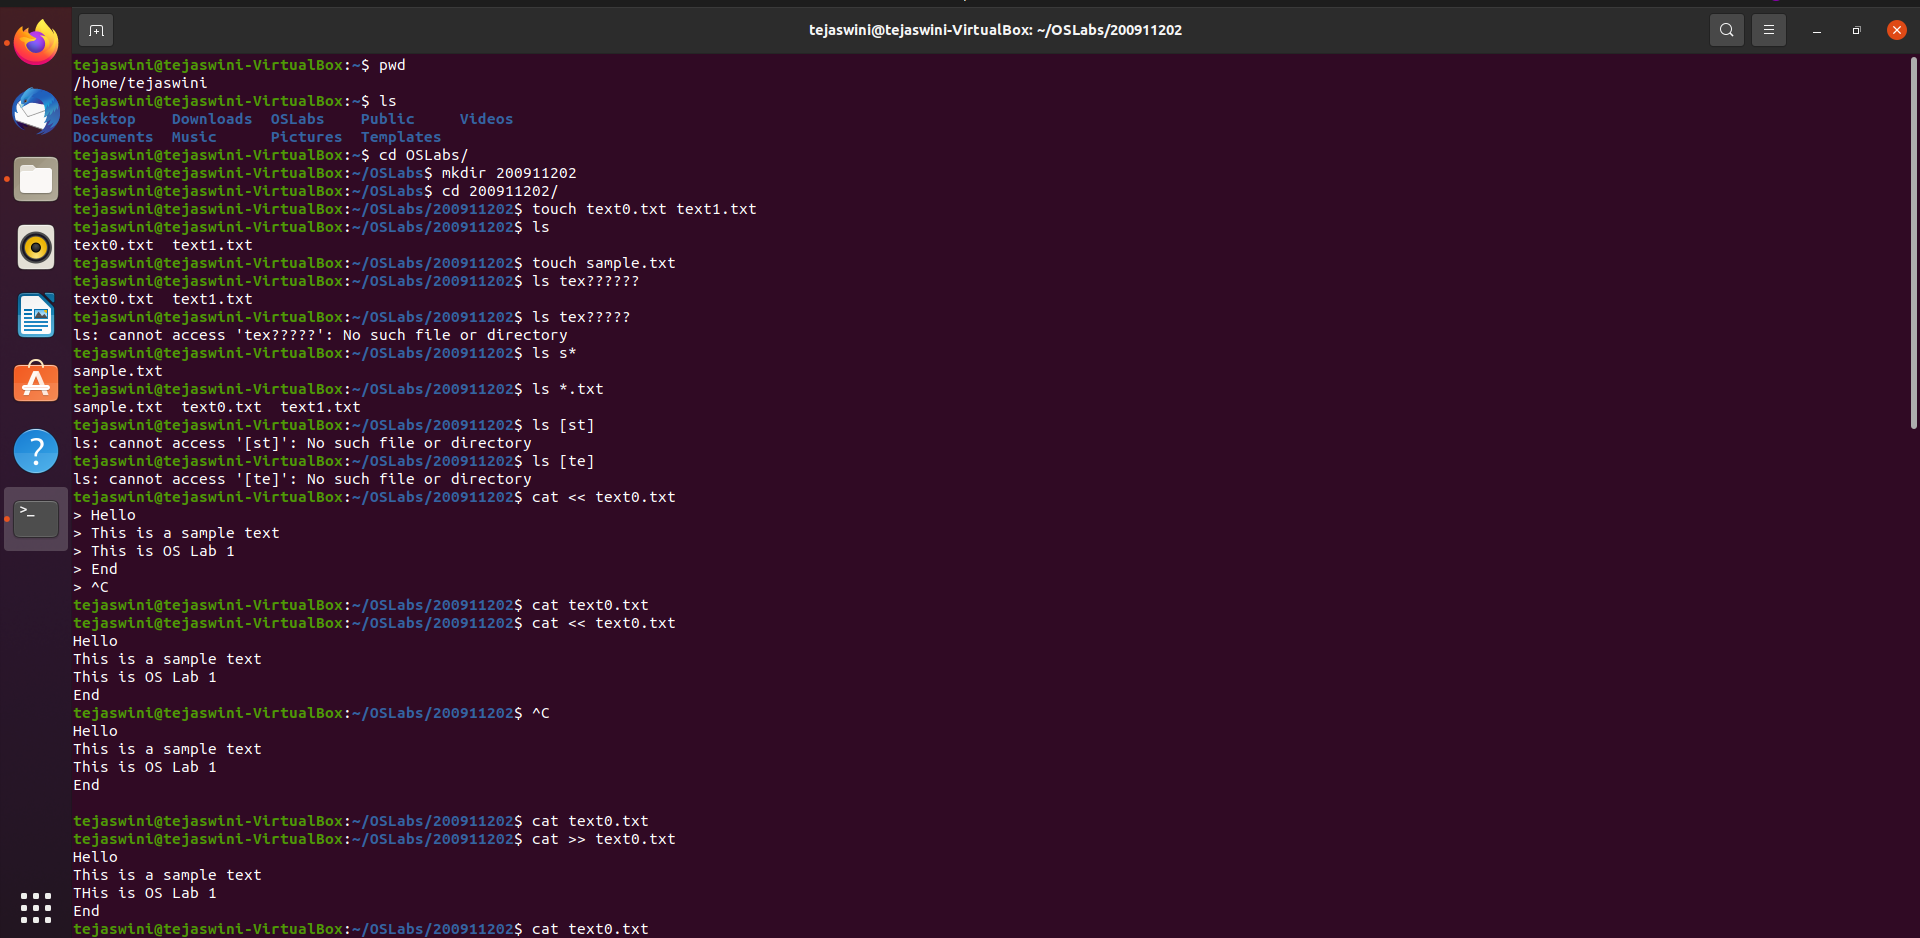 tejaswini@tejaswini-VirtualBox: ~/OSLabs/200911202
tejaswini@tejaswini-VirtualBox:~$ pwd
/home/tejaswini
tejaswini@tejaswini-VirtualBox:~$ ls
Desktop    Downloads  OSLabs    Public     Videos
Documents  Music      Pictures  Templates
tejaswini@tejaswini-VirtualBox:~$ cd OSLabs/
tejaswini@tejaswini-VirtualBox:~/OSLabs$ mkdir 200911202
tejaswini@tejaswini-VirtualBox:~/OSLabs$ cd 200911202/
tejaswini@tejaswini-VirtualBox:~/OSLabs/200911202$ touch text0.txt text1.txt
tejaswini@tejaswini-VirtualBox:~/OSLabs/200911202$ ls
text0.txt  text1.txt
tejaswini@tejaswini-VirtualBox:~/OSLabs/200911202$ touch sample.txt
tejaswini@tejaswini-VirtualBox:~/OSLabs/200911202$ ls tex??????
text0.txt  text1.txt
tejaswini@tejaswini-VirtualBox:~/OSLabs/200911202$ ls tex?????
ls: cannot access 'tex?????': No such file or directory
tejaswini@tejaswini-VirtualBox:~/OSLabs/200911202$ ls s*
sample.txt
tejaswini@tejaswini-VirtualBox:~/OSLabs/200911202$ ls *.txt
sample.txt  text0.txt  text1.txt
tejaswini@tejaswini-VirtualBox:~/OSLabs/200911202$ ls [st]
ls: cannot access '[st]': No such file or directory
tejaswini@tejaswini-VirtualBox:~/OSLabs/200911202$ ls [te]
ls: cannot access '[te]': No such file or directory
tejaswini@tejaswini-VirtualBox:~/OSLabs/200911202$ cat << text0.txt
> Hello
> This is a sample text
> This is OS Lab 1
> End
> ^C
tejaswini@tejaswini-VirtualBox:~/OSLabs/200911202$ cat text0.txt
tejaswini@tejaswini-VirtualBox:~/OSLabs/200911202$ cat << text0.txt
Hello
This is a sample text
This is OS Lab 1
End
tejaswini@tejaswini-VirtualBox:~/OSLabs/200911202$ ^C
Hello
This is a sample text
This is OS Lab 1
End
tejaswini@tejaswini-VirtualBox:~/OSLabs/200911202$ cat text0.txt
tejaswini@tejaswini-VirtualBox:~/OSLabs/200911202$ cat >> text0.txt
Hello
This is a sample text
THis is OS Lab 1
End
tejaswini@tejaswini-VirtualBox:~/OSLabs/200911202$ cat text0.txt